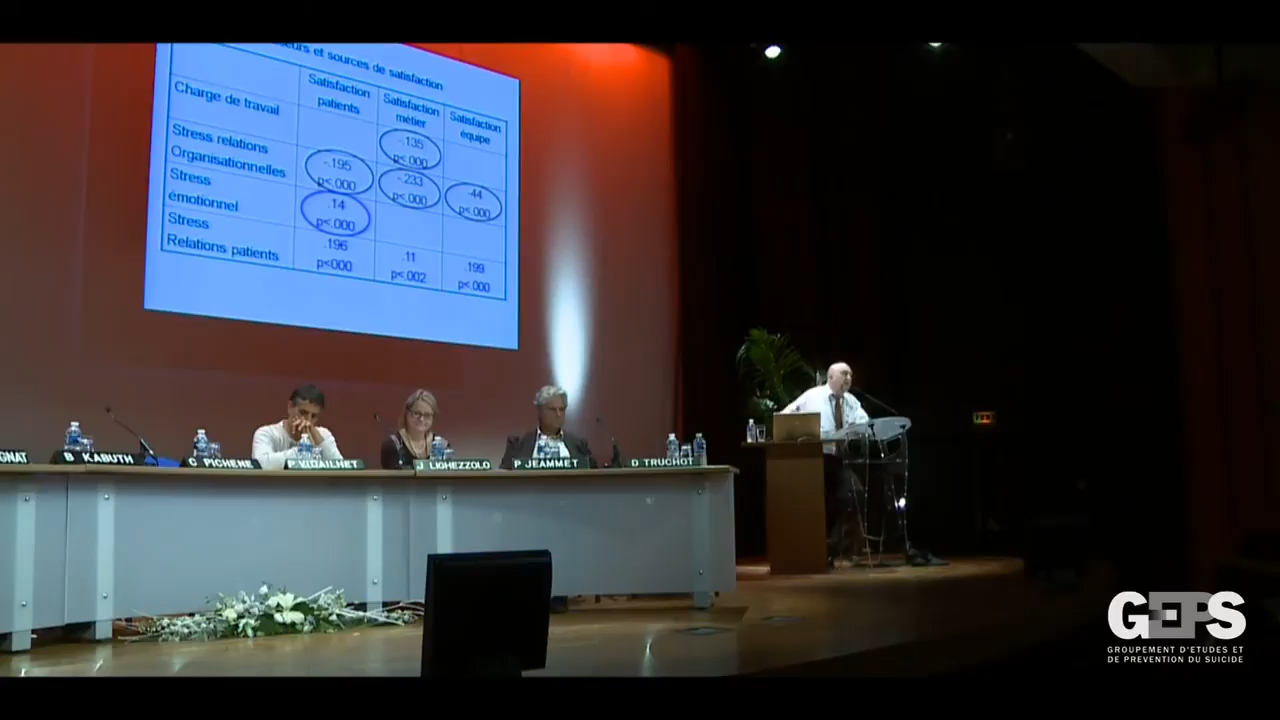 et sources de satisfaction
Satisfaction
patients
Satisfaction
métier
Satisfaction
équipe
Charge de travail
Stress relations
Organisationnelles
-.135
p<.000
Stress
émotionnel
-.195
p<.000
-.233
p<.000
-44
p<.000
Stress
Relations patients
.14
p<.000
.196
p<000
.11
p<.002
.199
p<.000
GNAT
B KABUTH
C PICHENE
P VIDAILHET
J LIGHEZZOLO
P JEAMMET
D TRUCHOT
GEPS
GROUPEMENT D'ETUDES ET
DE PREVENTION DU SUICIDE